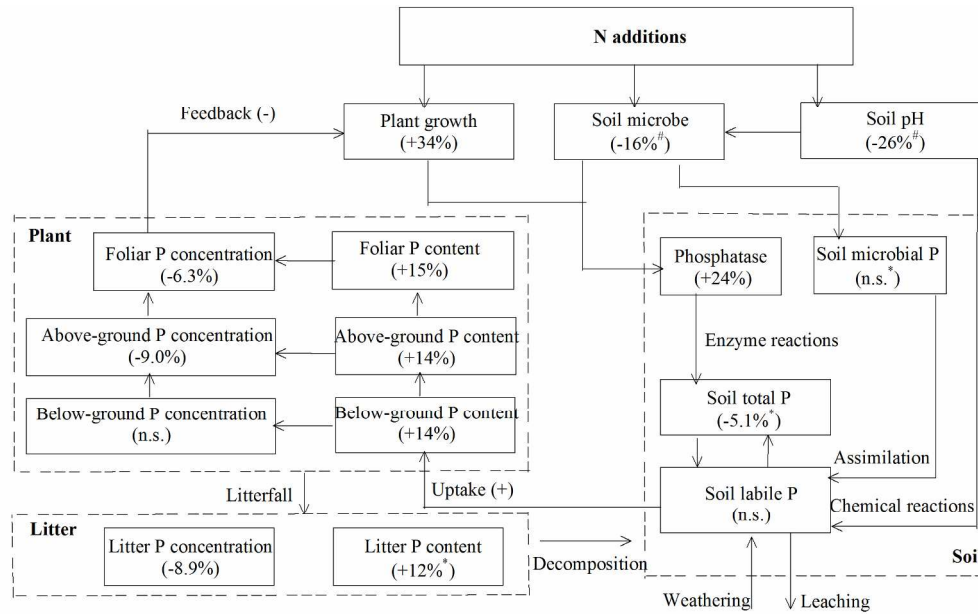 N additions
Feedback (-)
Plant growth
(+34%)
Soil microbe
(-16%#)
Soil pH
(-26%#)
Plant
Foliar P concentration
(-6.3%)
Foliar P content
(+15%)
Phosphatase
(+24%)
Soil microbial P
(n.s.*)
Above-ground P concentration
(-9.0%)
Above-ground P content
(+14%)
Enzyme reactions
Below-ground P concentration
(n.s.)
Below-ground P content
(+14%)
Soil total P
(-5.1%*)
Assimilation
Litterfall
Uptake (+)
Soil labile P
(n.s.)
Chemical reactions
Litter
Litter P concentration
(-8.9%)
Litter P content
(+12%*)
Decomposition
Soi
Weathering
Leaching